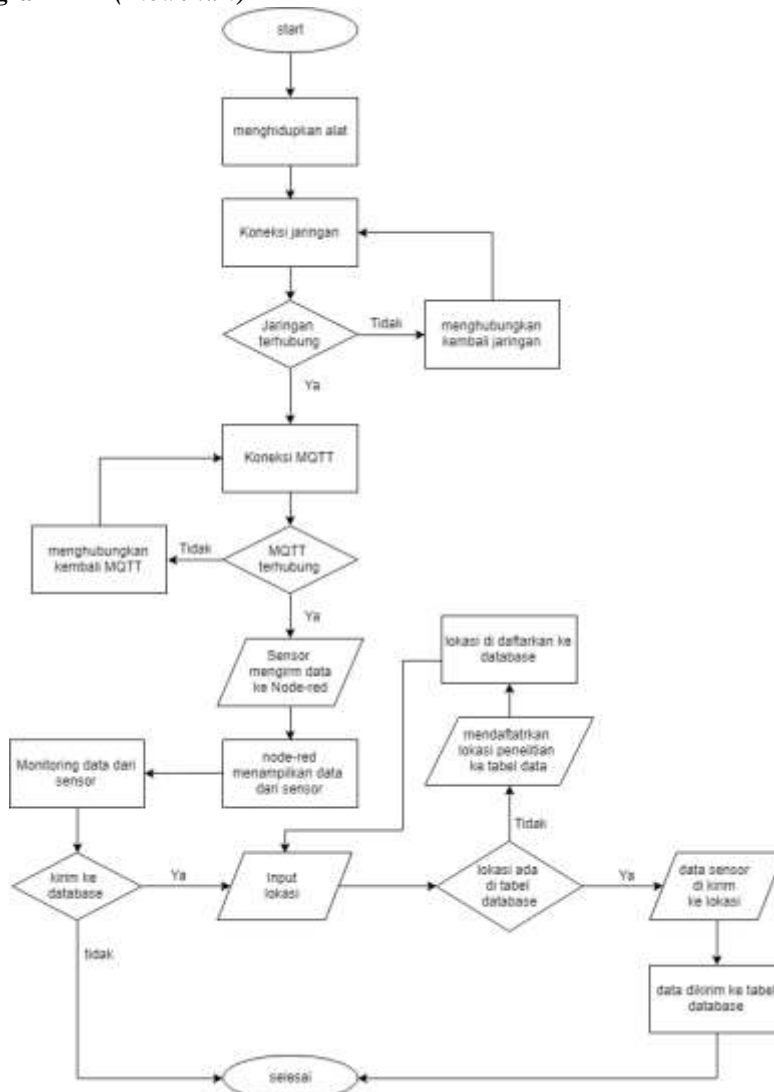 start
menghidupkan alat
Koneksi jaringan
Jaringan
terhubung
Tidak
menghubungkan
kembali jaringan
Ya
Koneksi MQTT
MQTT
terhubung
Tidak
menghubungkan
kembali MQTT
Ya
Sensor
mengirm data
ke Node-red
node-red
menampilkan data
dari sensor
Monitoring data dari
sensor
kirim ke
database
Ya
tidak
Input
lokasi
lokasi ada
di tabel
database
Tidak
mendaftatrkan
lokasi penelitian
ke tabel data
lokasi di daftarkan ke
database
Ya
data sensor
di kirim
ke lokasi
data dikirim ke tabel
database
selesai